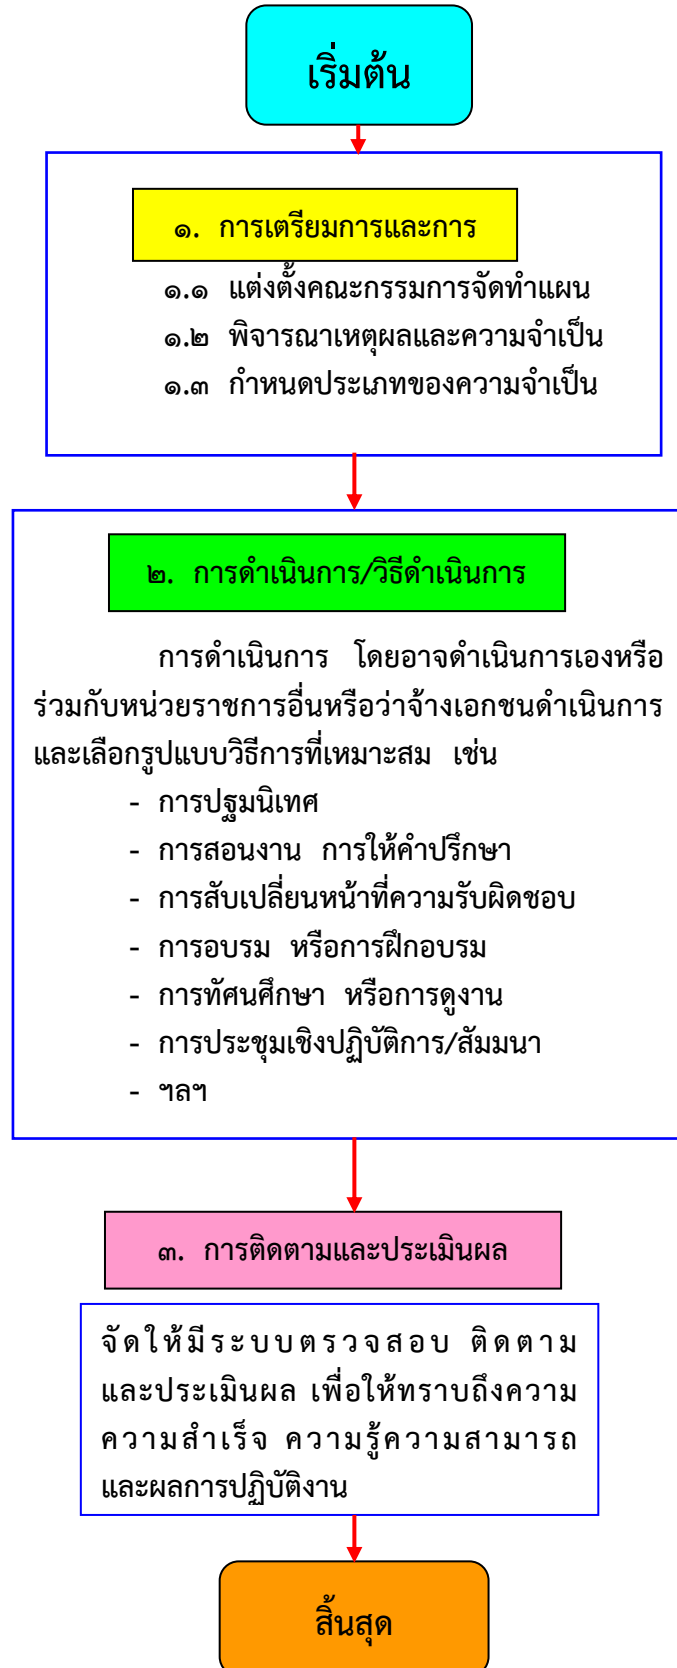 เริ่มต้น
๑. การเตรียมการและการ
๑.๑ แต่งตั้งคณะกรรมการจัดทำแผน
๑.๒ พิจารณาเหตุผลและความจำเป็น
๑.๓ กำหนดประเภทของความจำเป็น
๒. การดำเนินการ/วิธีดำเนินการ
การดำเนินการ โดยอาจดำเนินการเองหรือ
ร่วมกับหน่วยราชการอื่นหรือว่าจ้างเอกชนดำเนินการ
และเลือกรูปแบบวิธีการที่เหมาะสม เช่น
- การปฐมนิเทศ
- การสอนงาน การให้คำปรึกษา
- การสับเปลี่ยนหน้าที่ความรับผิดชอบ
- การอบรม หรือการฝึกอบรม
- การทัศนศึกษา หรือการดูงาน
- การประชุมเชิงปฏิบัติการ/สัมมนา
- ฯลฯ
๓. การติดตามและประเมินผล
จัดให้มีระบบตรวจสอบ ติดตาม
และประเมินผล เพื่อให้ทราบถึงความ
ความสำเร็จ ความรู้ความสามารถ
และผลการปฏิบัติงาน
สิ้นสุด